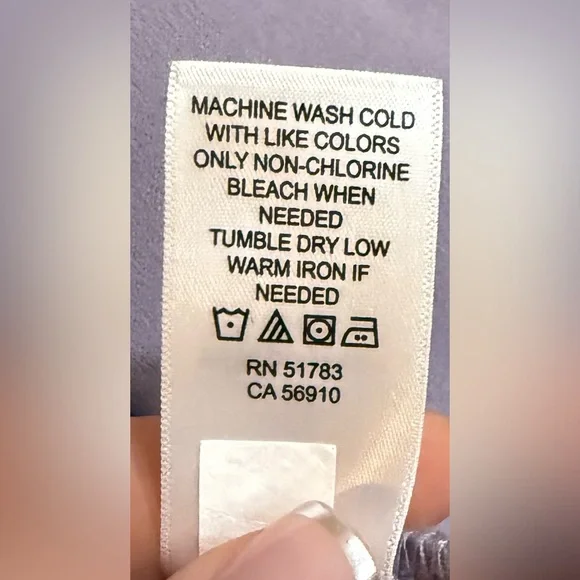 MACHINE WASH COLD
WITH LIKE COLORS
ONLY NON-CHLORINE
BLEACH WHEN
NEEDED
TUMBLE DRY LOW
WARM IRON IF
NEEDED
RN 51783
CA 56910